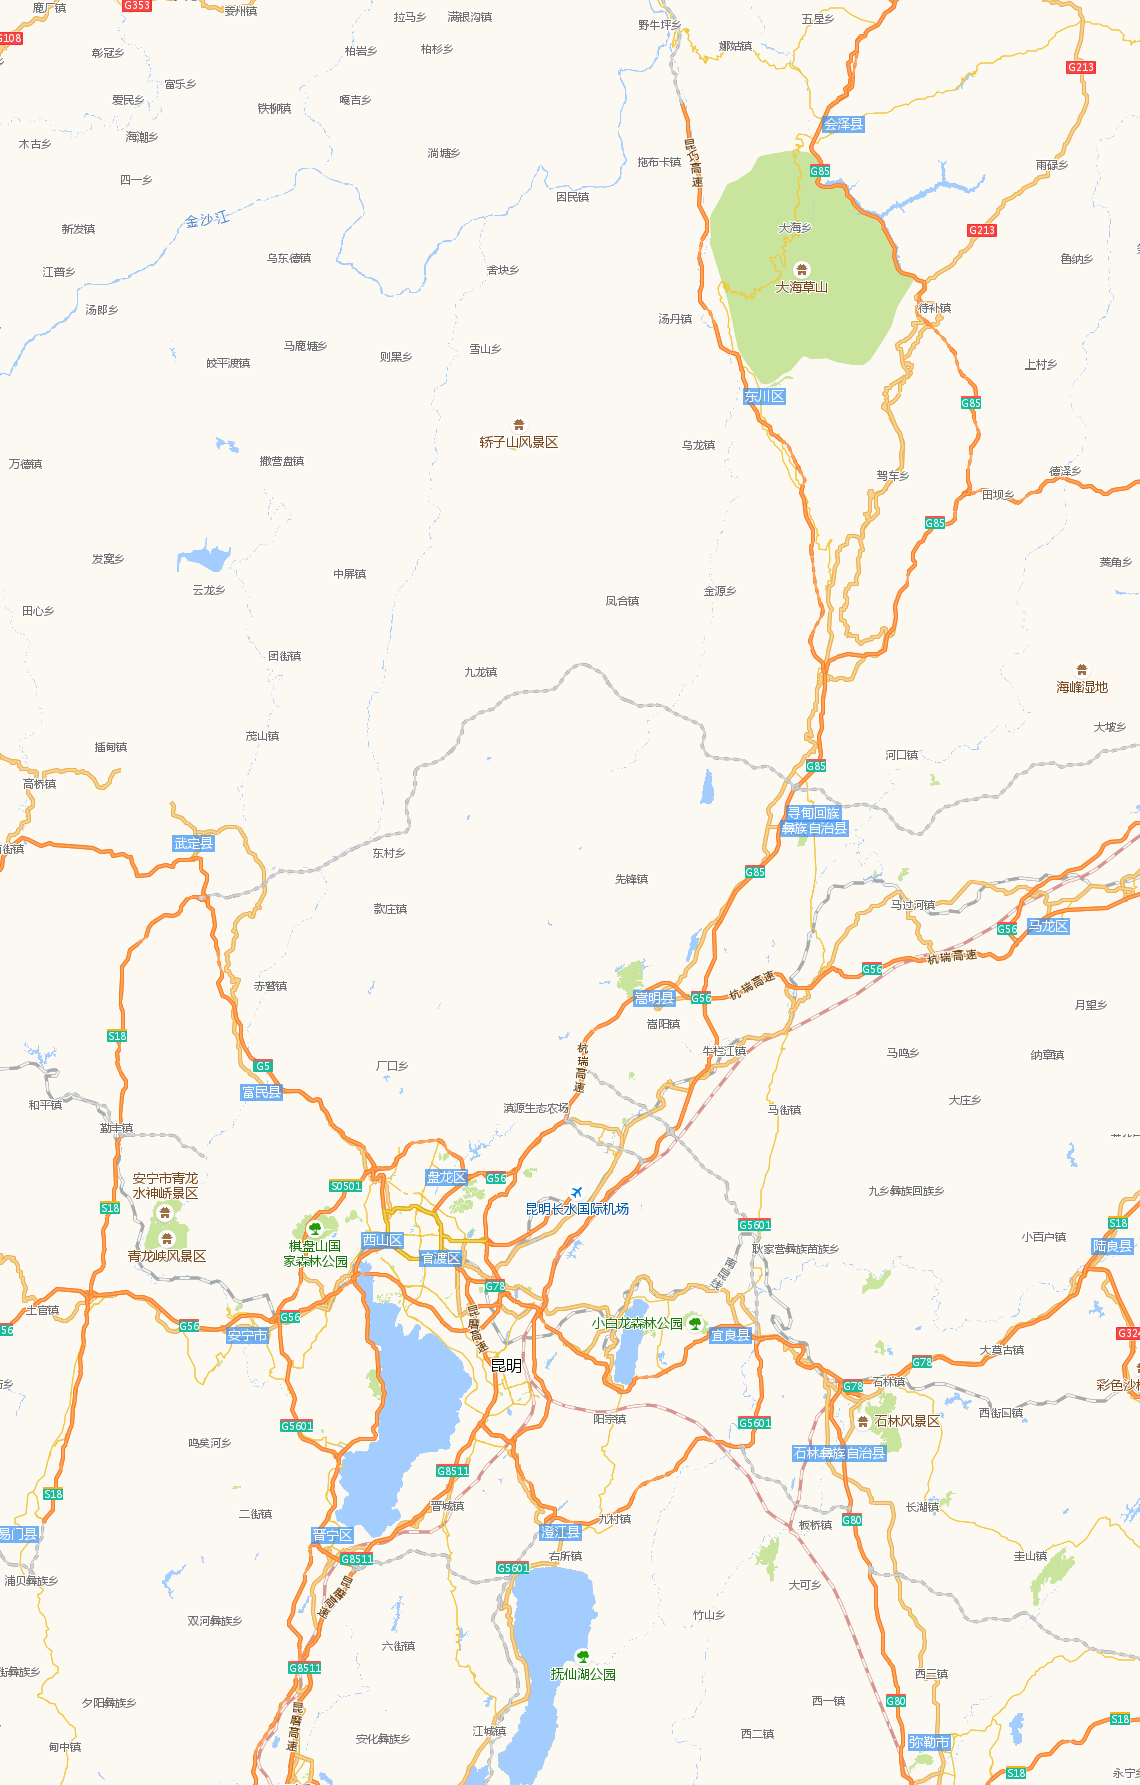 鹿厂镇
G353
娄州镇
拉马乡
满银沟镇
野牛坪乡
五星乡
G108
彰冠乡
柏岩乡
柏杉乡
娜姑镇
G213
富乐乡
爱民乡
铁柳镇
嘎吉乡
会泽县
海潮乡
木古乡
淌塘乡
拖布卡镇
昆巧高速
G85
雨碌乡
四一乡
因民镇
金沙江
新发镇
大海乡
G213
江普乡
乌东德镇
舍块乡
鲁纳乡
大海草山
汤郎乡
汤丹镇
待补镇
马鹿塘乡
则黑乡
雪山乡
皎平渡镇
上村乡
东川区
G85
轿子山风景区
乌龙镇
万德镇
撒营盘镇
驾车乡
德泽乡
田坝乡
G85
发窝乡
中屏镇
菱角乡
云龙乡
金源乡
凤合镇
田心乡
团街镇
九龙镇
海峰湿地
大坡乡
茂山镇
插甸镇
河口镇
G85
高桥镇
寻甸回族
彝族自治县
武定县
东村乡
G85
先锋镇
款庄镇
马过河镇
马龙区
G56
杭瑞高速
G56
赤鹫镇
杭瑞高速
嵩明县
G56
嵩阳镇
月望乡
S18
杭瑞高速
牛栏江镇
马鸣乡
纳章镇
G5
厂口乡
富民县
和平镇
滇源生态农场
马街镇
大庄乡
勤丰镇
安宁市青龙
水神峤景区
S0501
盘龙区
G56
九乡彝族回族乡
S18
昆明长水国际机场
G5601
S18
西山区
棋盘山国
家森林公园
官渡区
耿家营彝族苗族乡
小百户镇
陆良县
青龙峡风景区
南昆线
G78
土官镇
G56
G56
安宁市
昆磨高速
小白龙森林公园
宜良县
G324
大莫古镇
昆明
G78
石林镇
G78
彩色沙林
阳宗镇
石林风景区
西街口镇
G5601
G5601
鸣矣河乡
石林彝族自治县
G8511
S18
二街镇
晋城镇
长湖镇
九村镇
板桥镇
G80
易门县
晋宁区
澄江县
G8511
右所镇
圭山镇
G5601
浦贝彝族乡
大可乡
昆磨高速
双河彝族乡
竹山乡
六街镇
G8511
抚仙湖公园
西三镇
街彝族乡
夕阳彝族乡
G80
西一镇
昆磨高速
江城镇
S18
安化彝族乡
西二镇
弥勒市
甸中镇
S18
永宁乡